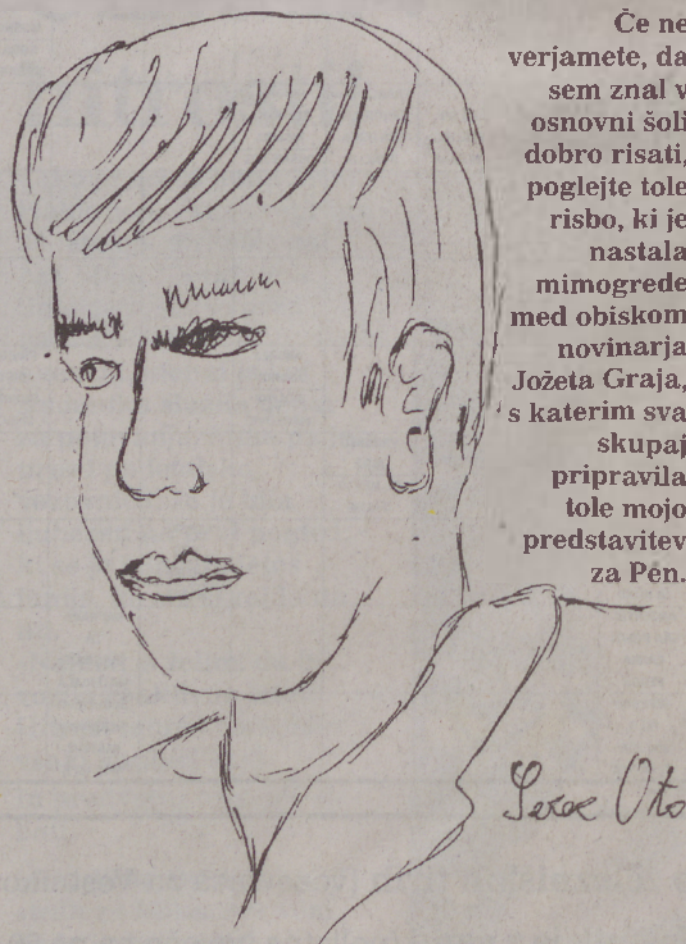 Če ne
verjamete, da
sem znal v
osnovni šoli
dobro risati,
poglejte tole
risbo, ki je
nastala
mimogrede
med obiskom
novinarja
Jožeta Graja,
s katerim sva
skupaj
pripravila
tole mojo
predstavitev
za Pen.
Oto